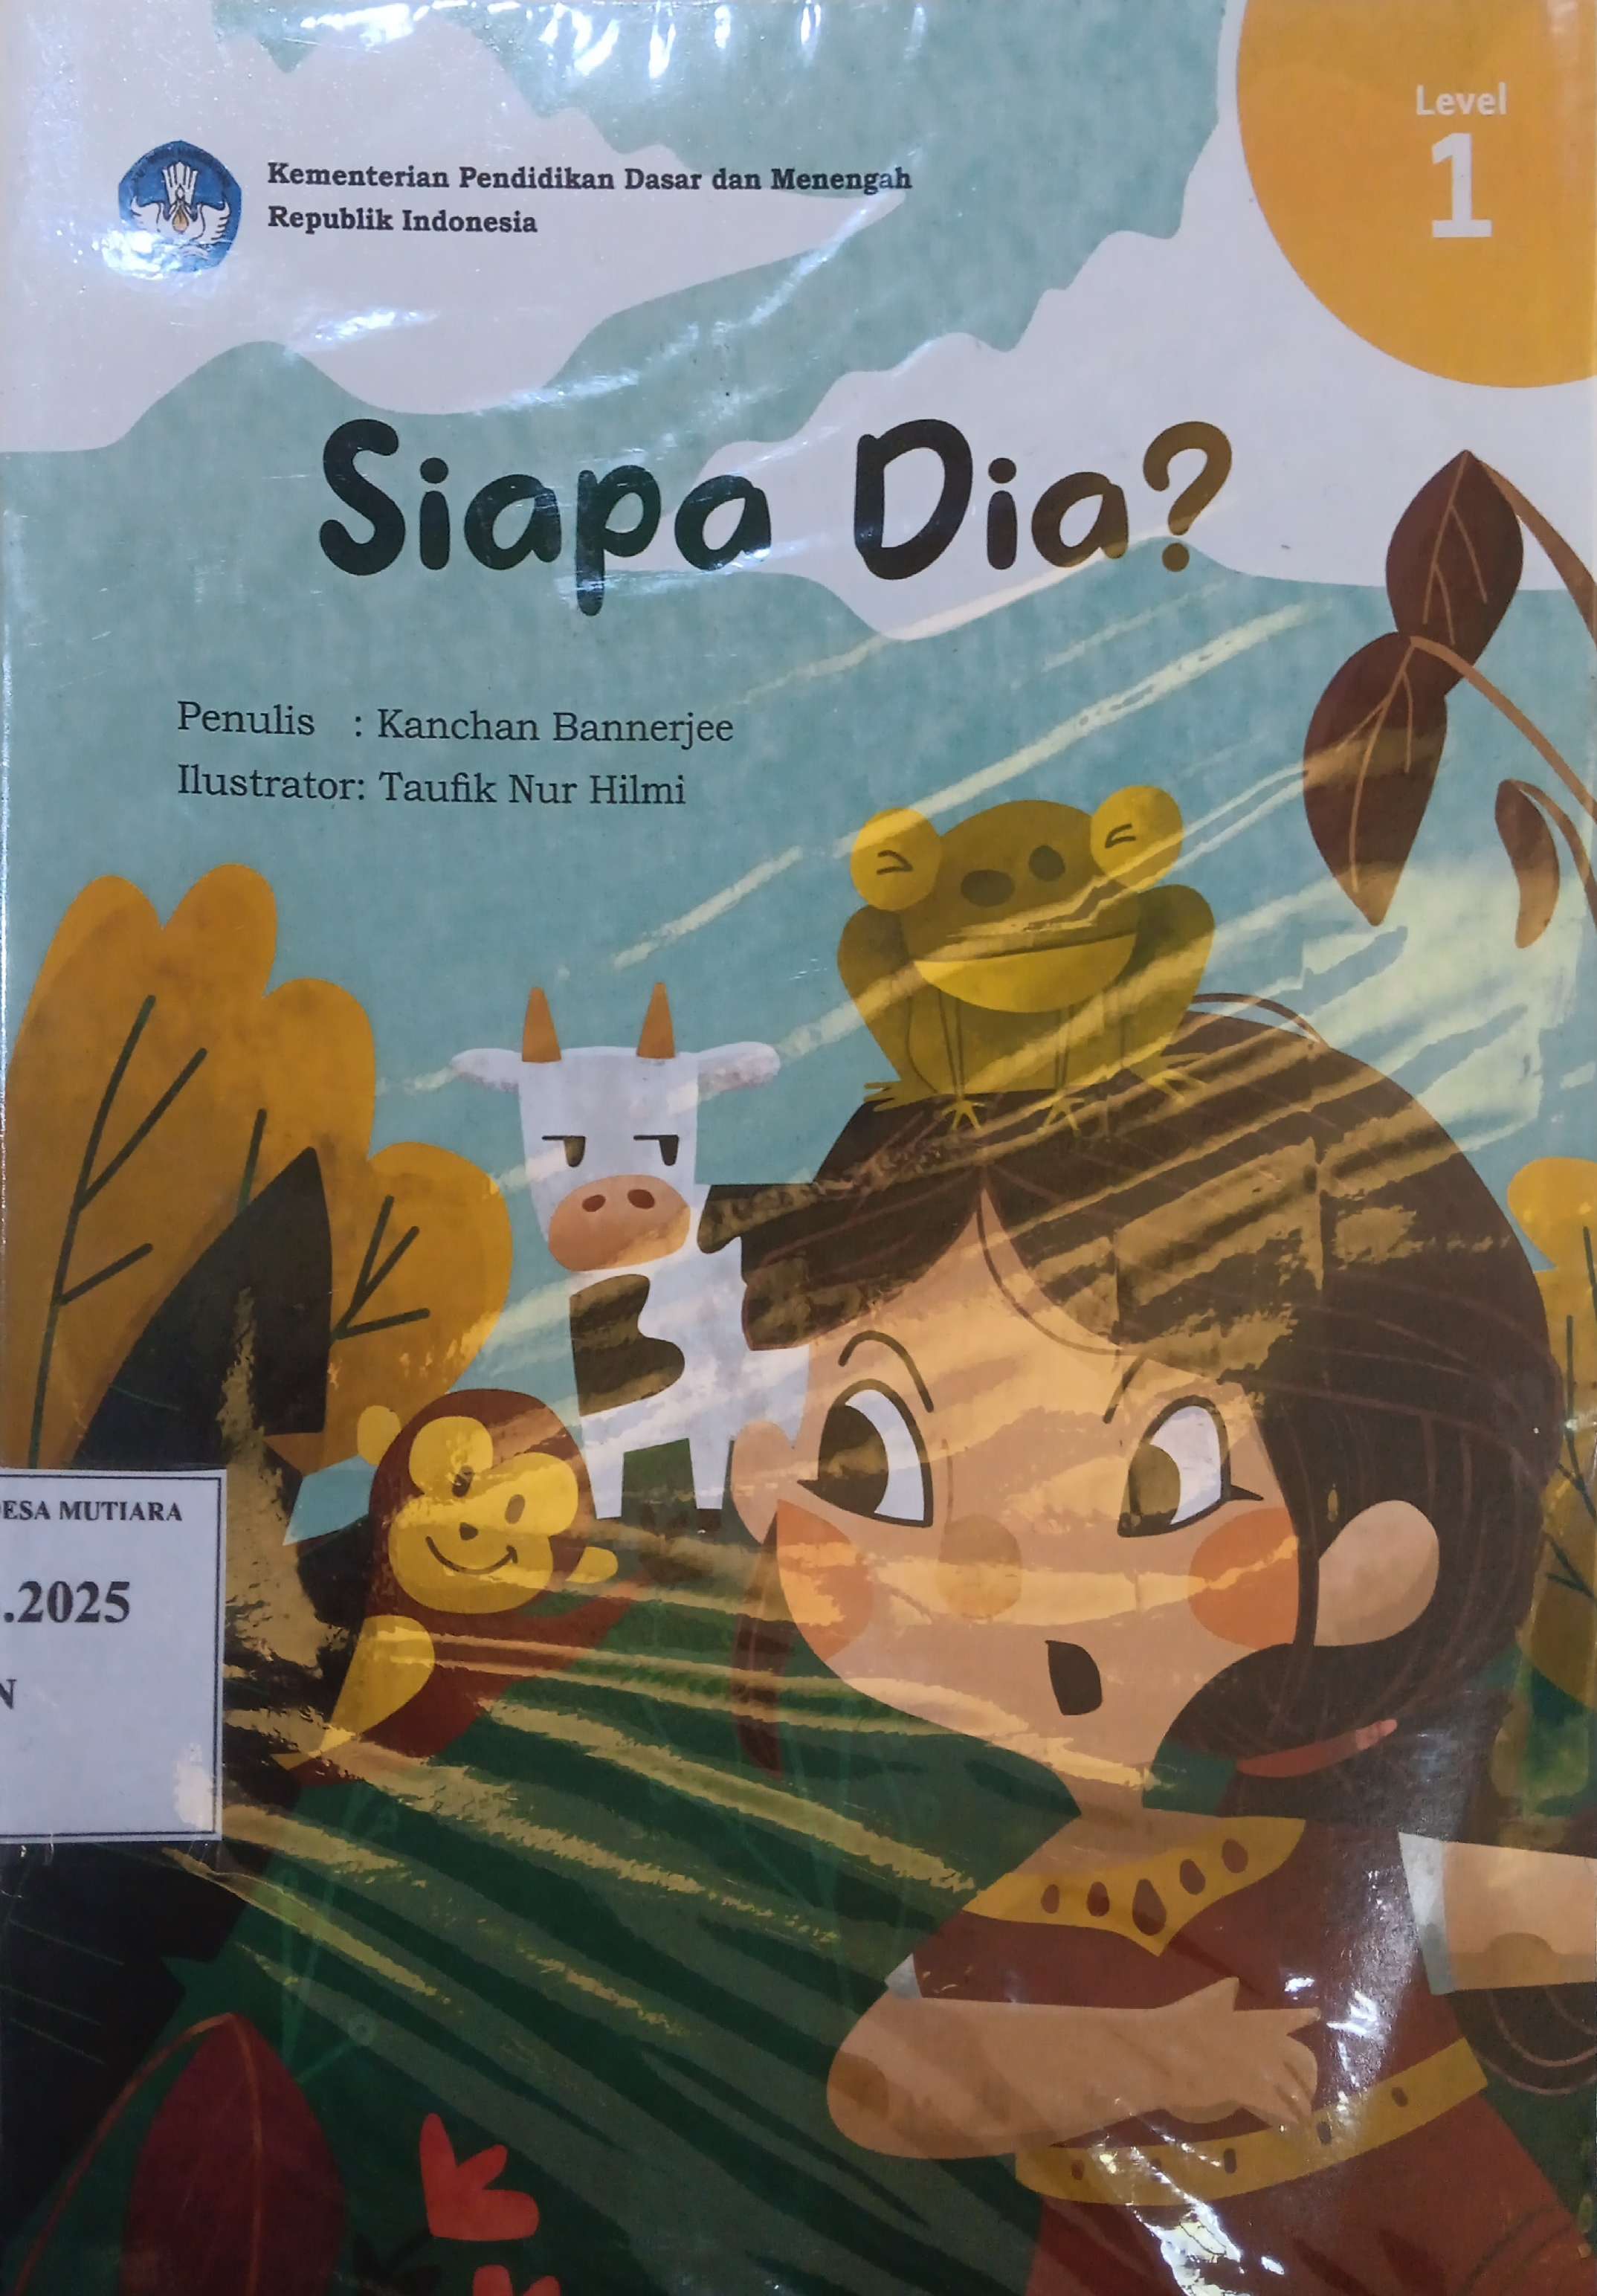 Level
1
Kementerian Pendidikan Dasar dan Menengah
Republik Indonesia
Siapa Dia?
Penulis : Kanchan Bannerjee
Ilustrator: Taufik Nur Hilmi
ESA MUTIARA
.2025
N